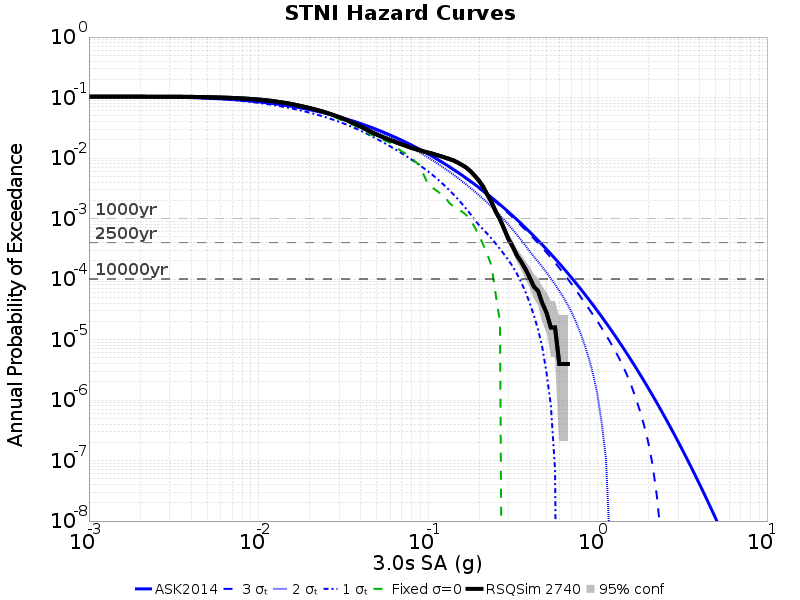 STNI Hazard Curves
Annual Probability of Exceedance
10^0
10^-1
10^-2
10^-3
10^-4
10^-5
10^-6
10^-7
10^-8
1000yr
2500yr
10000yr
10^-3 10^-2 10^-1 10^0 10^1
3.0s SA (g)
ASK2014 3 σₜ 2 σₜ 1 σₜ Fixed σ=0 RSQSim 2740 95% conf